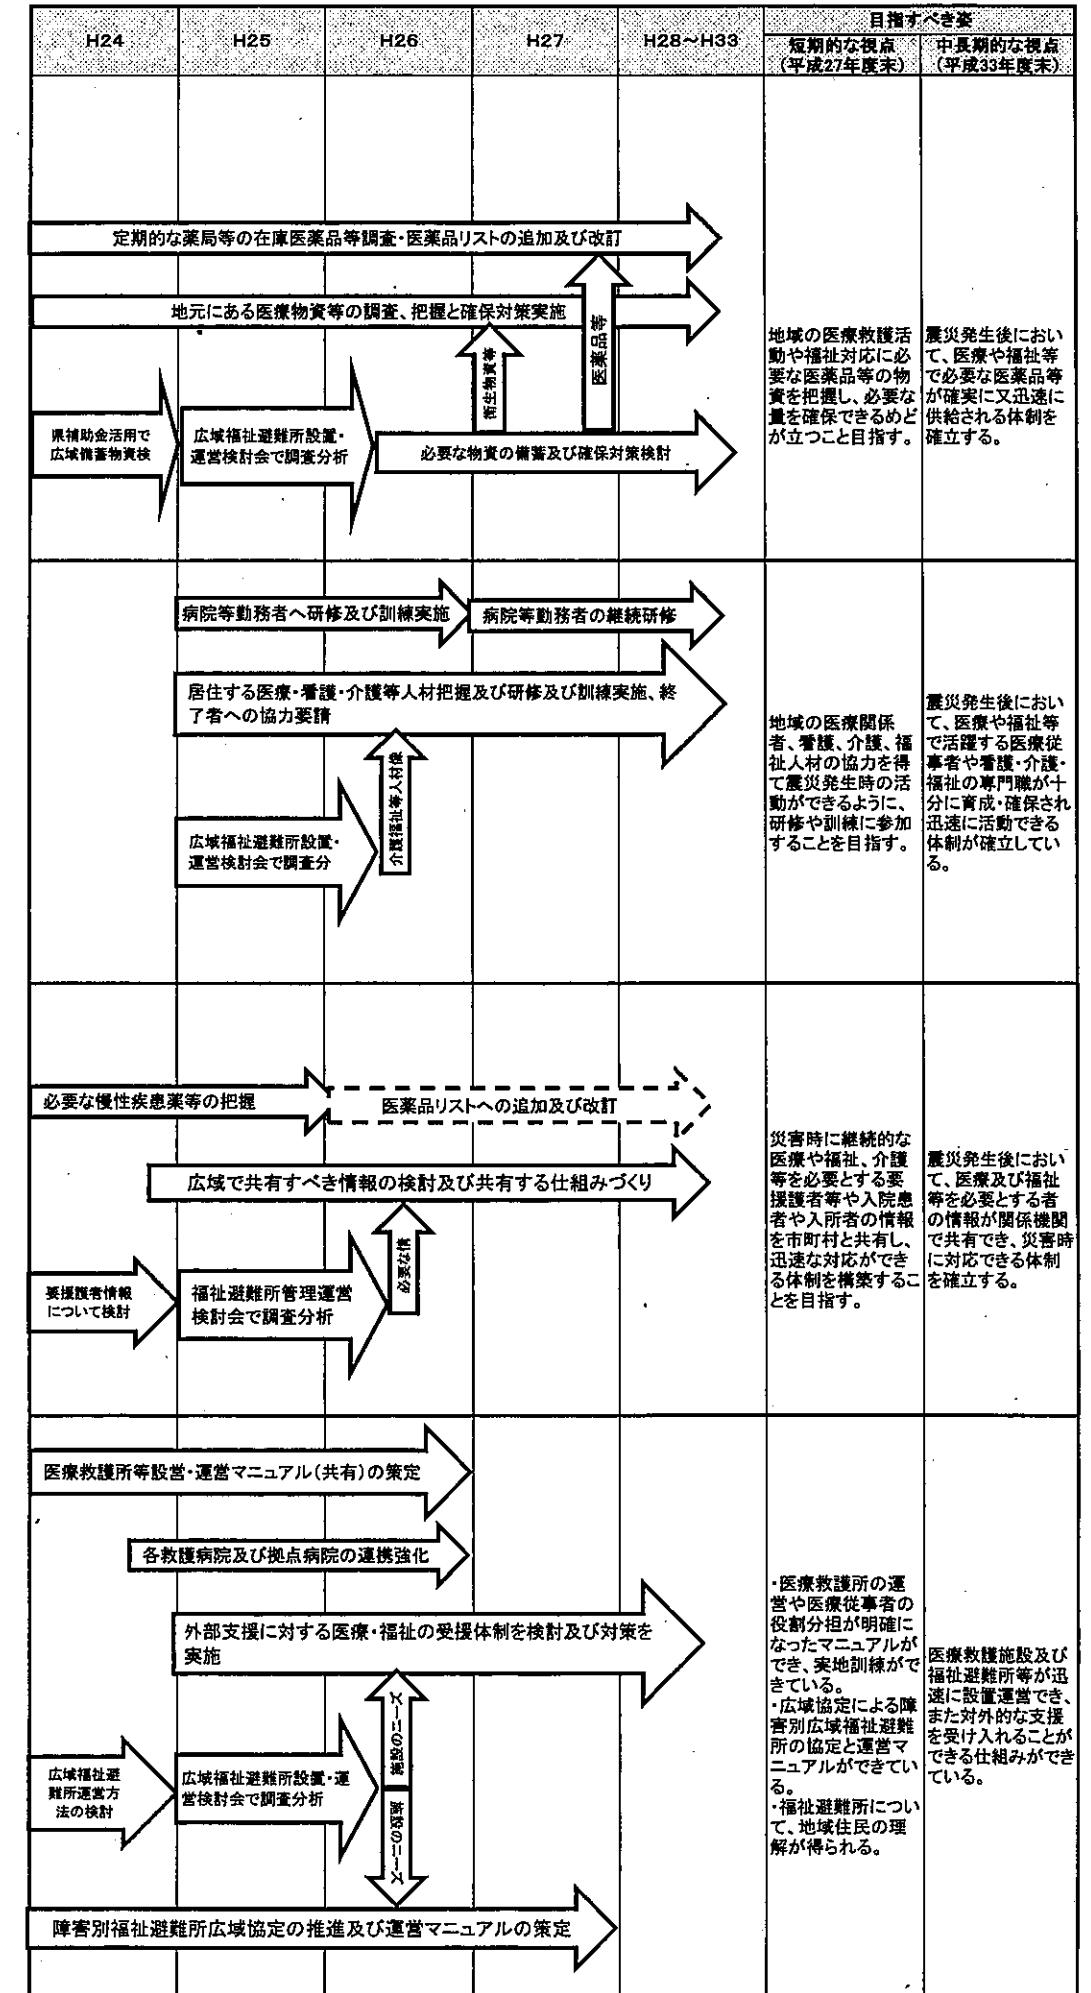 H24
H25
H26
H27
H28～H33
目指すべき姿
短期的な視点
(平成27年度末)
中長期的な視点
(平成33年度末)
定期的な薬局等の在庫医薬品等調査・医薬品リストの追加及び改訂
地元にある医療物資等の調査、把握と確保対策実施
衛生物資等
医薬品等
県補助金活用で
広域備蓄物資検
広域福祉避難所設置・
運営検討会で調査分析
必要な物資の備蓄及び確保対策検討
地域の医療救護活
動や福祉対応に必
要な医薬品等の物
資を把握し、必要な
量を確保できるめど
が立つこと目指す。
震災発生後におい
て、医療や福祉等
で必要な医薬品等
が確実に又迅速に
供給される体制を
確立する。
病院等勤務者へ研修及び訓練実施
病院等勤務者の継続研修
居住する医療・看護・介護等人材把握及び研修及び訓練実施、終
了者への協力要請
介護福祉等人材像
広域福祉避難所設置・
運営検討会で調査分
地域の医療関係
者、看護、介護、福
祉人材の協力を得
て震災発生時の活
動ができるように、
研修や訓練に参加
することを目指す。
震災発生後におい
て、医療や福祉等
で活躍する医療従
事者や看護・介護・
福祉の専門職が十
分に育成・確保され
迅速に活動できる
体制が確立してい
る。
必要な慢性疾患薬等の把握
医薬品リストへの追加及び改訂
広域で共有すべき情報の検討及び共有する仕組みづくり
必要な情
要援護者情報
について検討
福祉避難所管理運営
検討会で調査分析
災害時に継続的な
医療や福祉、介護
等を必要とする要
援護者等や入院患
者や入所者の情報
を市町村と共有し、
迅速な対応ができ
る体制を構築するこ
とを目指す。
震災発生後におい
て、医療及び福祉
等を必要とする者
の情報が関係機関
で共有でき、災害時
に対応できる体制
を確立する。
医療救護所等設営・運営マニュアル(共有)の策定
各救護病院及び拠点病院の連携強化
外部支援に対する医療・福祉の受援体制を検討及び対策を
実施
施設のニーズ
広域福祉避
難所運営方
法の検討
広域福祉避難所設置・運
営検討会で調査分析
施設のニーズ
障害別福祉避難所広域協定の推進及び運営マニュアルの策定
・医療救護所の運
営や医療従事者の
役割分担が明確に
なったマニュアルが
でき、実地訓練がで
きている。
・広域協定による障
害別広域福祉避難
所の協定と運営マ
ニュアルができてい
る。
・福祉避難所につい
て、地域住民の理
解が得られる。
医療救護施設及び
福祉避難所等が迅
速に設置運営でき、
また対外的な支援
を受け入れることが
できる仕組みができ
ている。